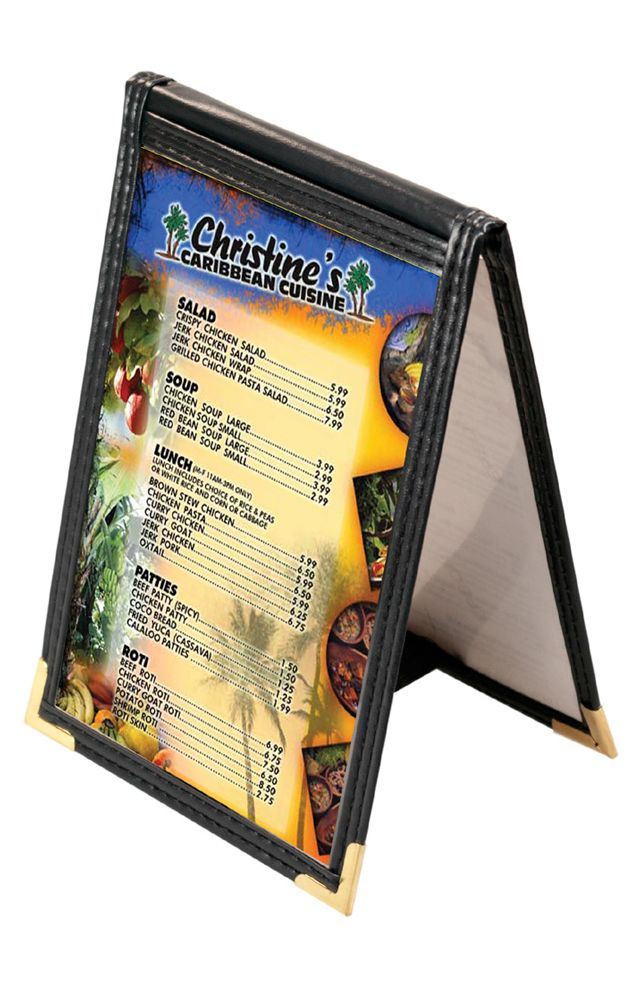 Christine's
CARIBBEAN CUISINE
SALAD
CRISPY CHICKEN SALAD........5.99
JERK CHICKEN SALAD........5.99
JERK CHICKEN WRAP........6.50
GRILLED CHICKEN PASTA SALAD........7.99
SOUP
CHICKEN SOUP LARGE........3.99
CHICKEN SOUP SMALL........2.99
RED BEAN SOUP LARGE........3.99
RED BEAN SOUP SMALL........2.99
LUNCH (M-F 11AM-3PM ONLY)
LUNCH INCLUDES CHOICE OF RICE & PEAS
OR WHITE RICE AND CORN OR CABBAGE
BROWN STEW CHICKEN........5.99
CHICKEN PASTA........6.50
CURRY CHICKEN........5.99
CURRY GOAT........6.50
JERK CHICKEN........5.99
JERK PORK........6.25
OXTAIL........6.75
PATTIES
BEEF PATTY (SPICY)........1.50
CHICKEN PATTY........1.50
COCO BREAD........1.25
FRIED TUCA (CASSAVA)........1.25
CALALOO PATTIES........1.99
ROTI
BEEF ROTI........6.99
CHICKEN ROTI........6.75
CURRY GOAT ROTI........7.50
POTATO ROTI........6.50
SHRIMP ROTI........8.50
ROTI SKIN........2.75